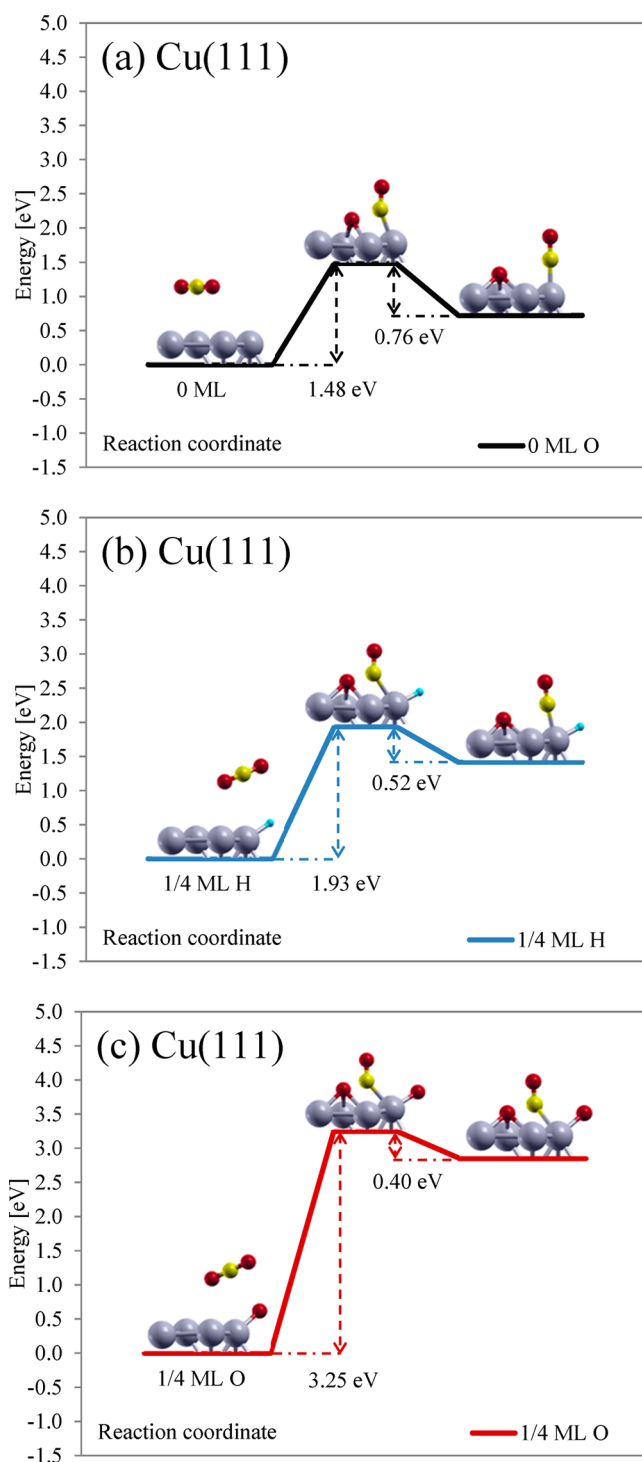 (a) Cu(111)
5.0
4.5
4.0
3.5
3.0
2.5
2.0
1.5
1.0
0.5
0.0
-0.5
-1.0
-1.5
Energy [eV]
0.76 eV
0 ML
1.48 eV
Reaction coordinate
0 ML O
(b) Cu(111)
5.0
4.5
4.0
3.5
3.0
2.5
2.0
1.5
1.0
0.5
0.0
-0.5
-1.0
-1.5
Energy [eV]
0.52 eV
1/4 ML H
1.93 eV
Reaction coordinate
1/4 ML H
(c) Cu(111)
5.0
4.5
4.0
3.5
3.0
2.5
2.0
1.5
1.0
0.5
0.0
-0.5
-1.0
-1.5
Energy [eV]
0.40 eV
1/4 ML O
3.25 eV
Reaction coordinate
1/4 ML O